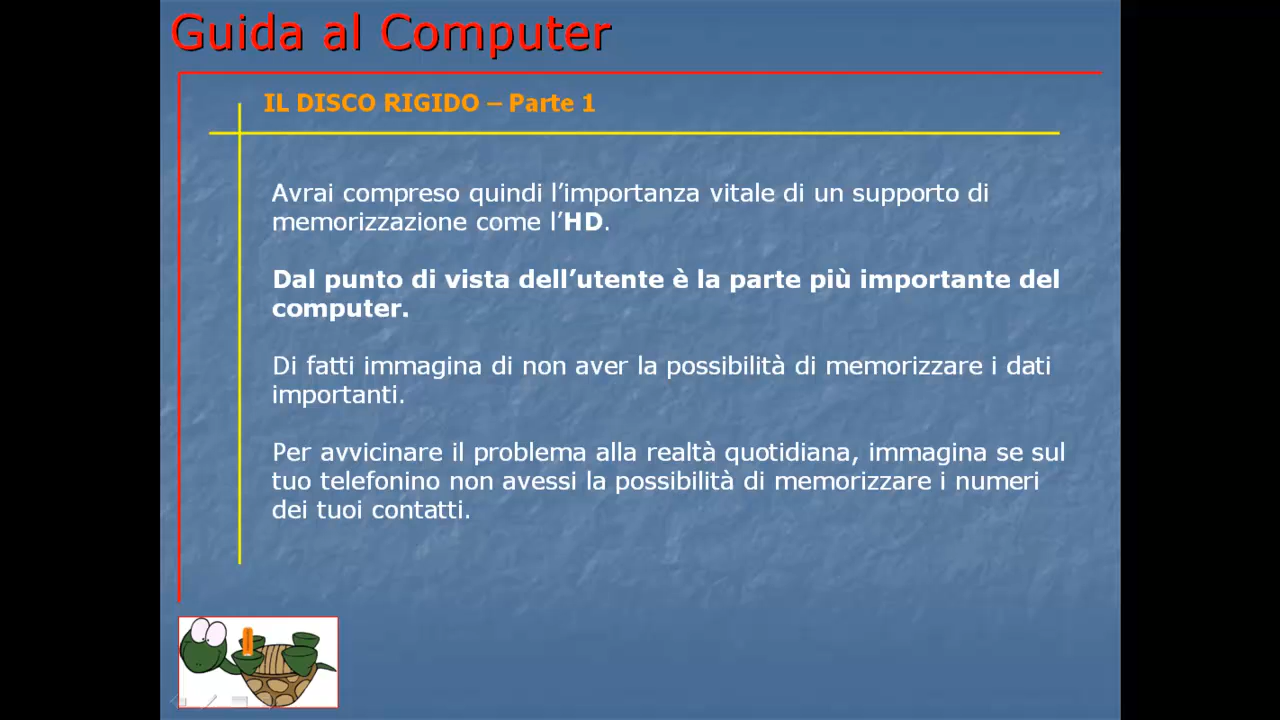 Guida al Computer
IL DISCO RIGIDO – Parte 1
Avrai compreso quindi l’importanza vitale di un supporto di
memorizzazione come l’HD.
Dal punto di vista dell’utente è la parte più importante del
computer.
Di fatti immagina di non aver la possibilità di memorizzare i dati
importanti.
Per avvicinare il problema alla realtà quotidiana, immagina se sul
tuo telefonino non avessi la possibilità di memorizzare i numeri
dei tuoi contatti.